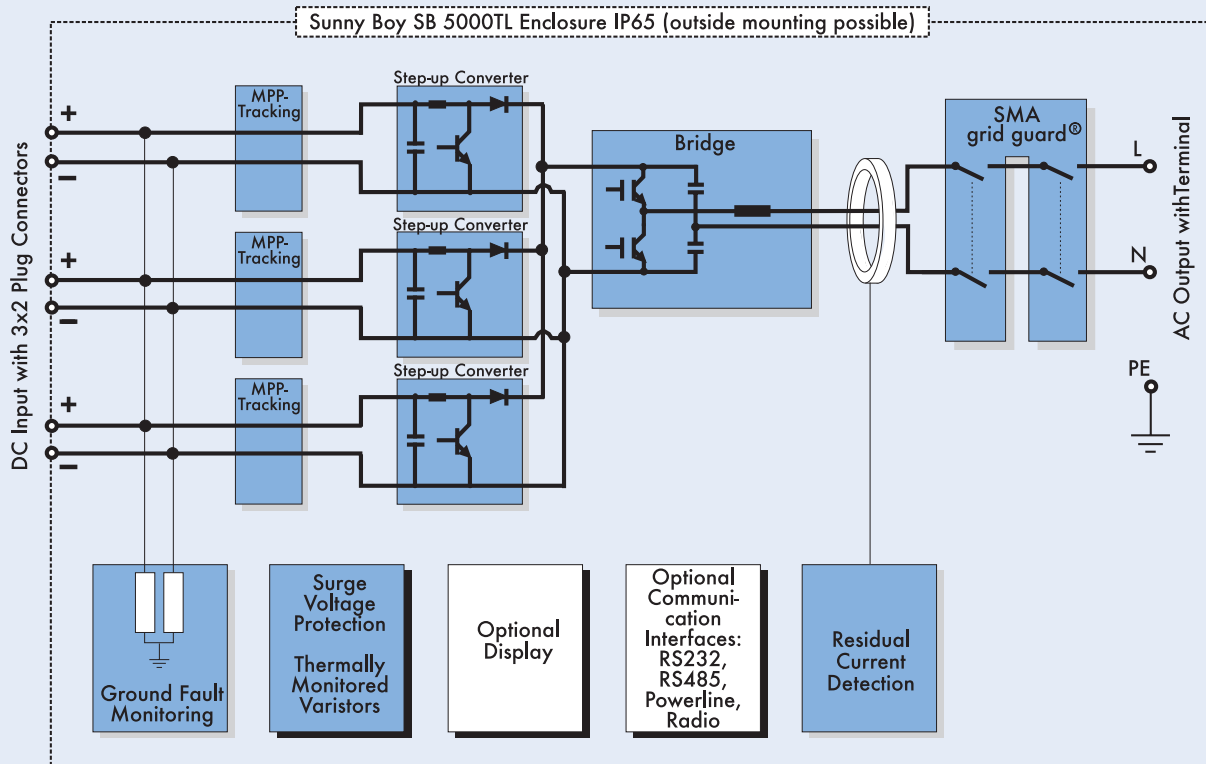 Sunny Boy SB 5000TL Enclosure IP65 (outside mounting possible)
DC Input with 3x2 Plug Connectors
+
−
MPP-
Tracking
Step-up Converter
+
−
MPP-
Tracking
Step-up Converter
+
−
MPP-
Tracking
Step-up Converter
Bridge
SMA
grid guard®
L
N
PE
AC Output withTerminal
Ground Fault
Monitoring
Surge
Voltage
Protection
Thermally
Monitored
Varistors
Optional
Display
Optional
Communi-
cation
Interfaces:
RS232,
RS485,
Powerline,
Radio
Residual
Current
Detection